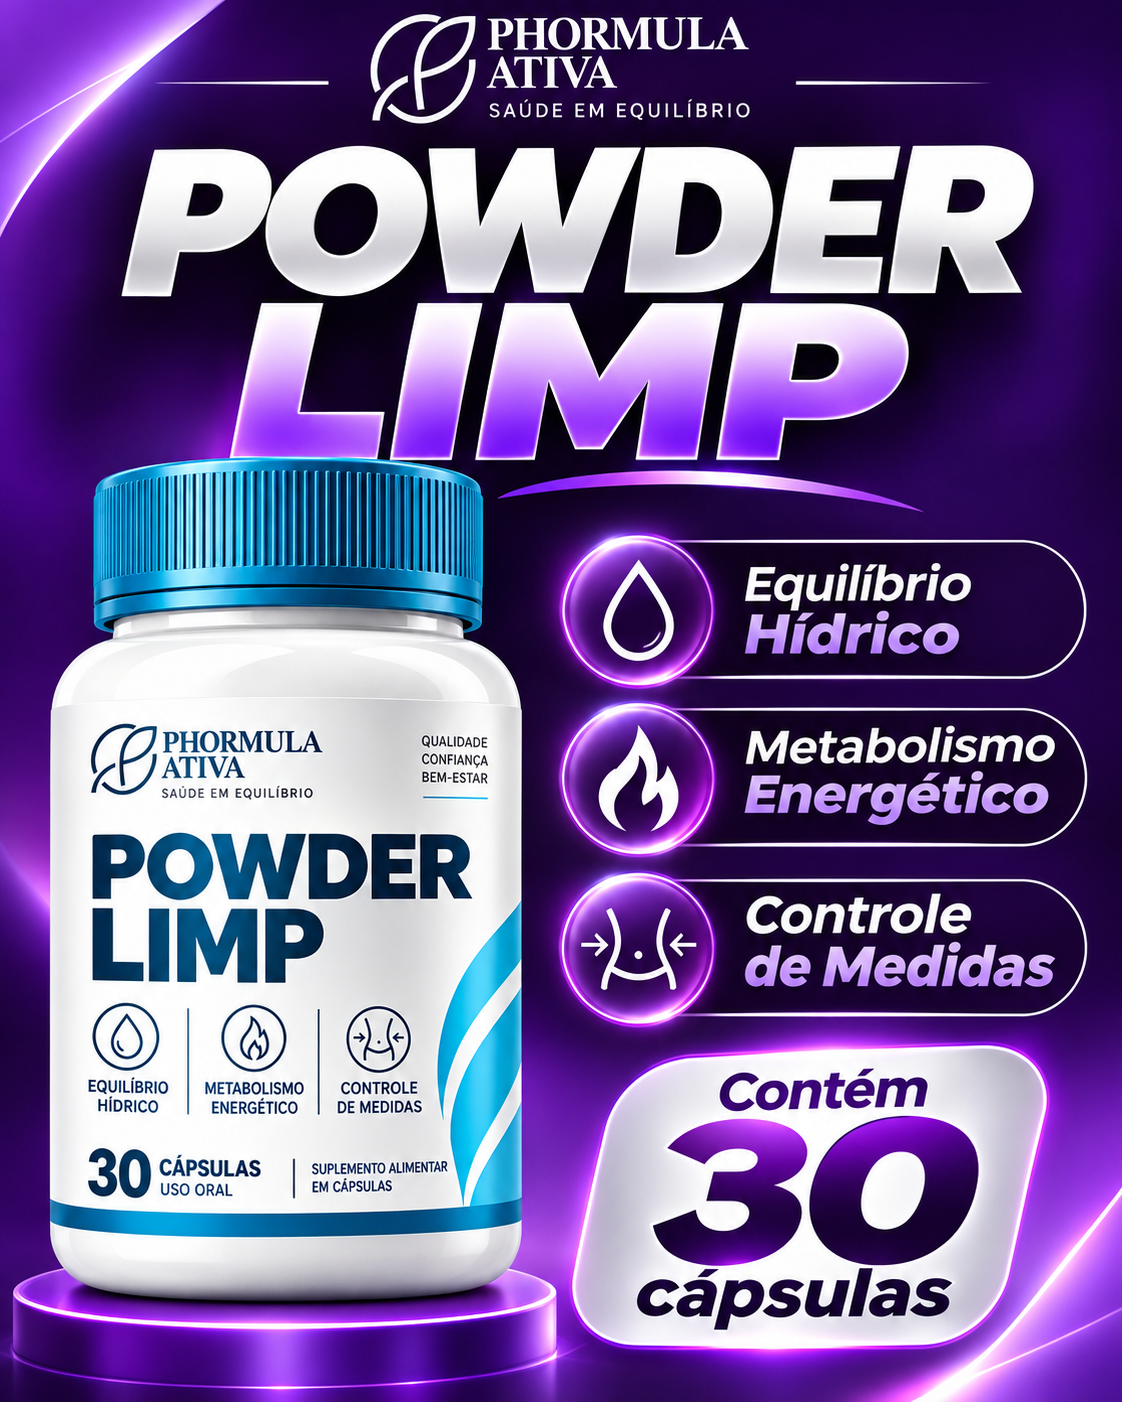 PHORMULA
ATIVA
SAÚDE EM EQUILÍBRIO
POWDER
LIMP
Equilíbrio
Hídrico
Metabolismo
Energético
Controle
de Medidas
Contém
30
cápsulas
PHORMULA
ATIVA
SAÚDE EM EQUILÍBRIO
QUALIDADE
CONFIANÇA
BEM-ESTAR
POWDER
LIMP
EQUILÍBRIO
HÍDRICO
METABOLISMO
ENERGÉTICO
CONTROLE
DE MEDIDAS
30 CÁPSULAS
USO ORAL
SUPLEMENTO ALIMENTAR
EM CÁPSULAS